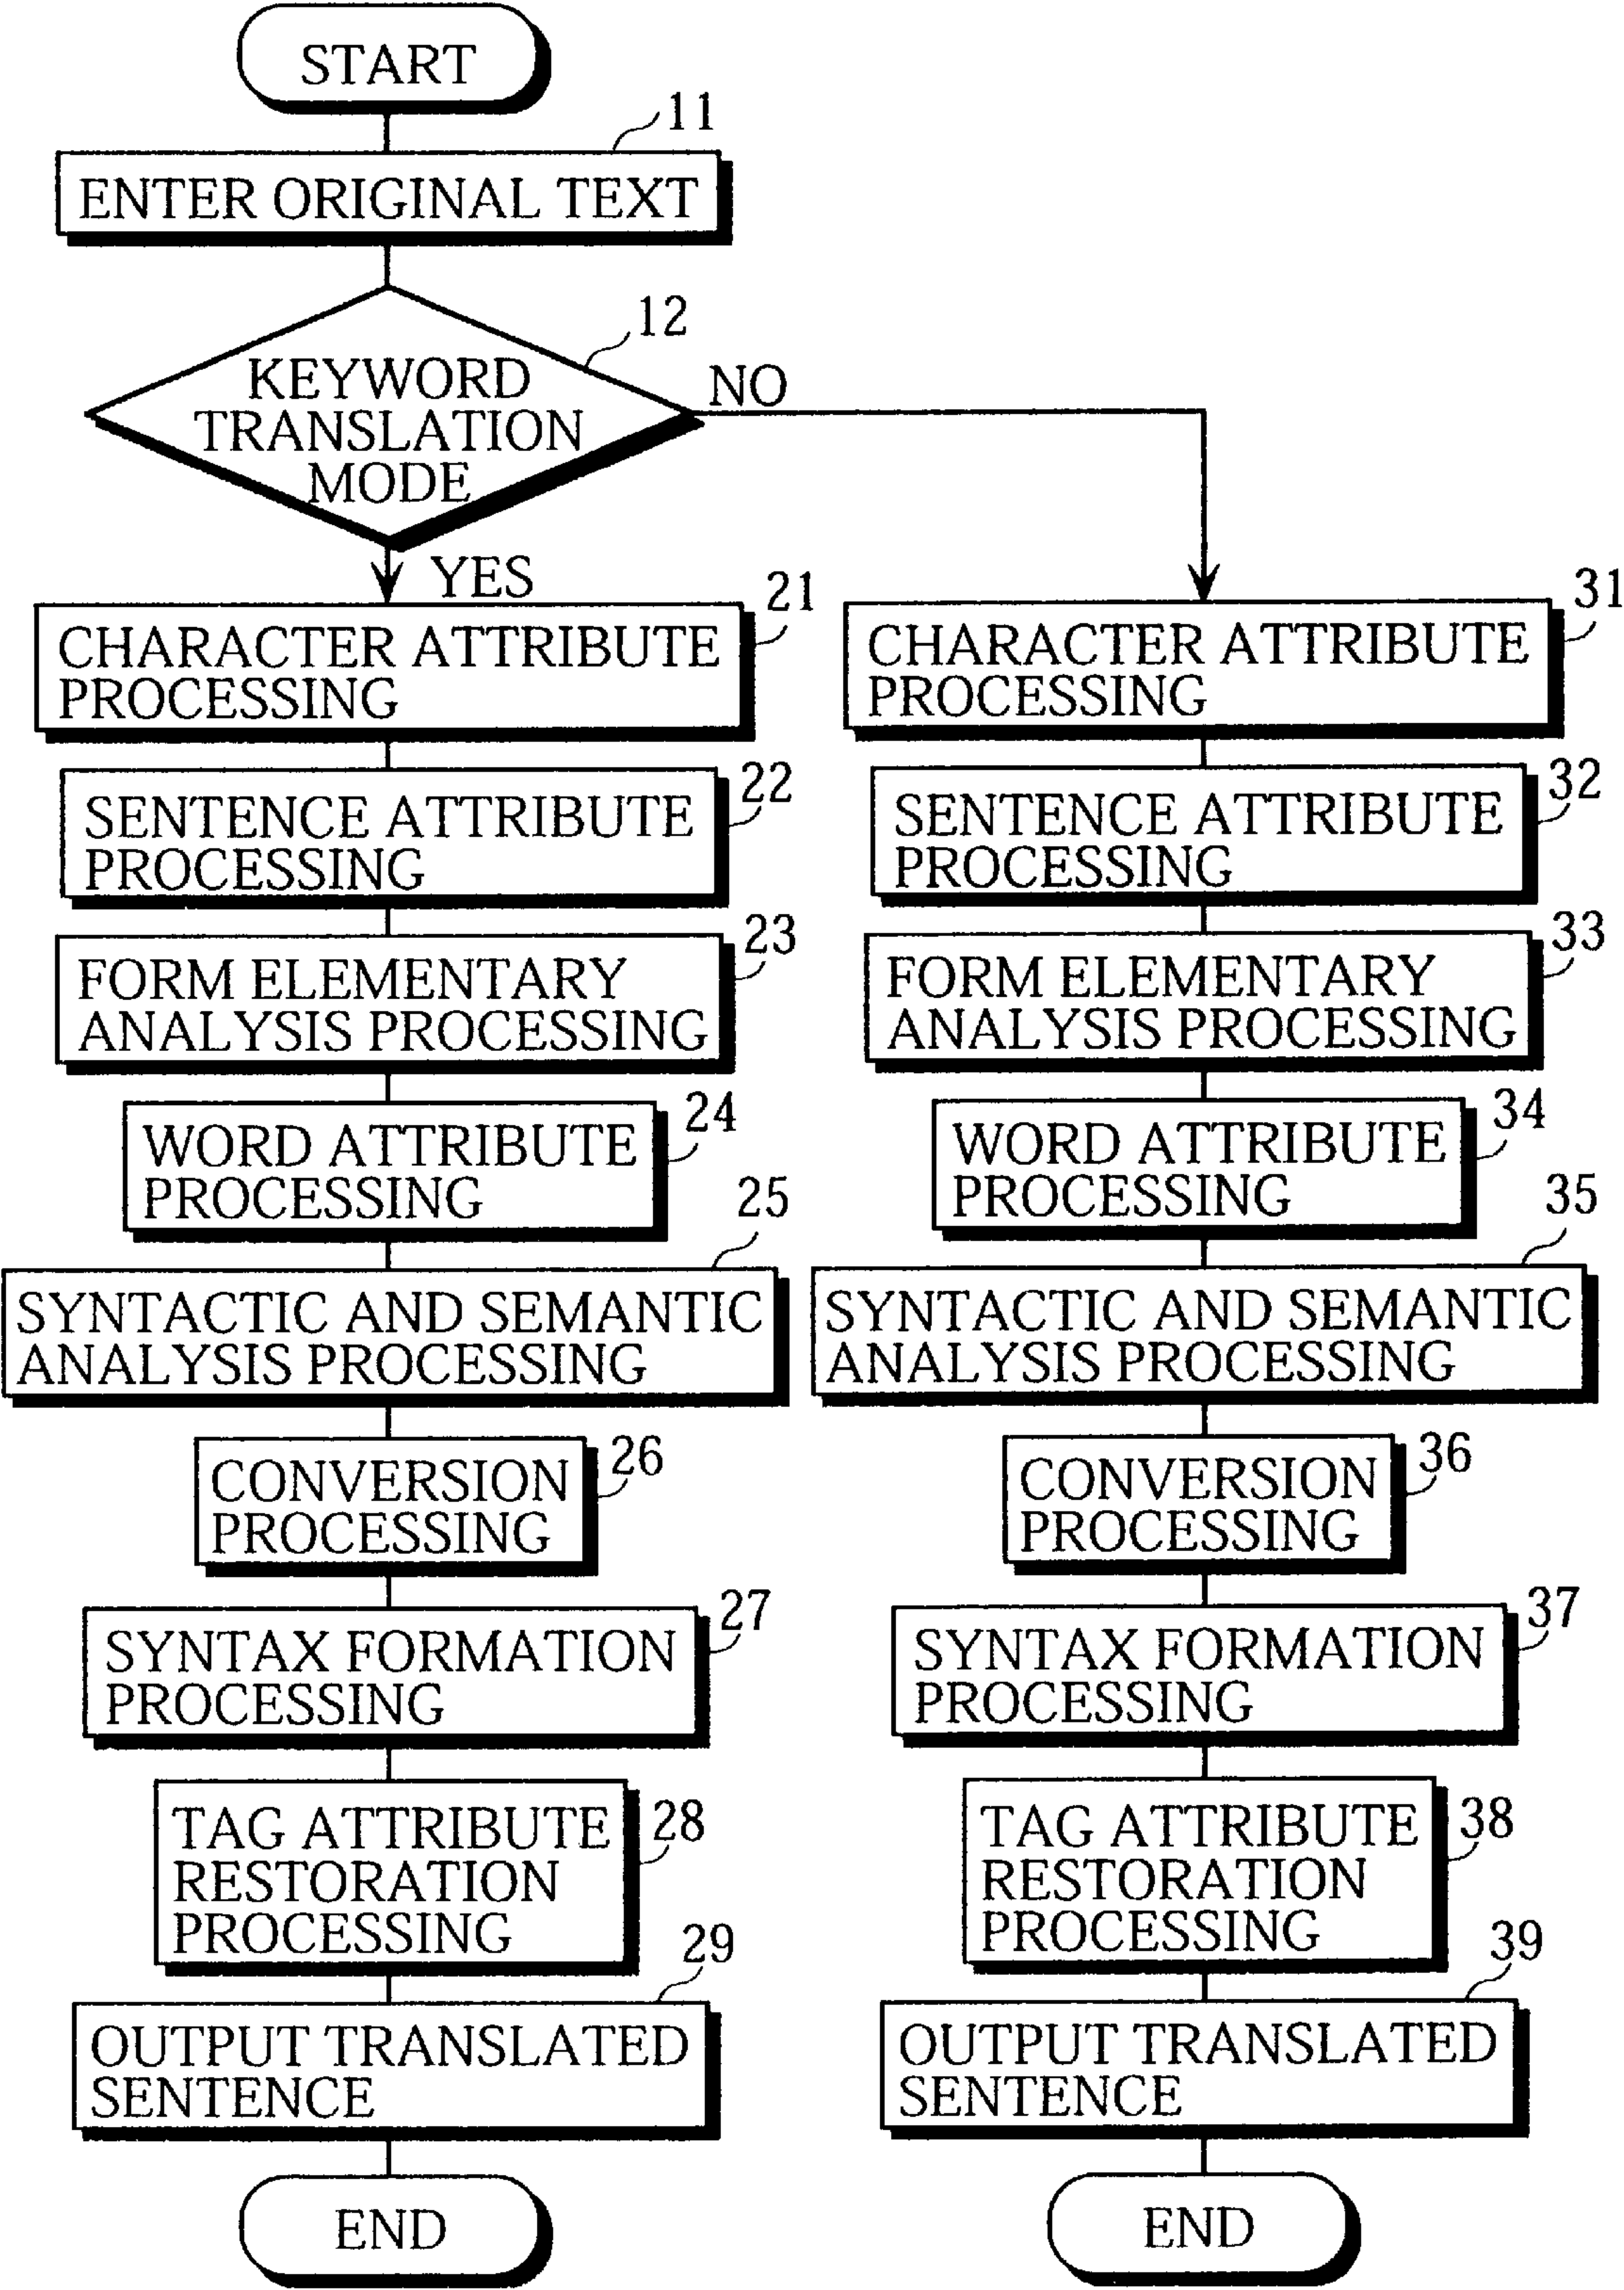 START
11
ENTER ORIGINAL TEXT
12
KEYWORD
TRANSLATION
MODE
NO
YES
21
CHARACTER ATTRIBUTE
PROCESSING
22
SENTENCE ATTRIBUTE
PROCESSING
23
FORM ELEMENTARY
ANALYSIS PROCESSING
24
WORD ATTRIBUTE
PROCESSING
25
SYNTACTIC AND SEMANTIC
ANALYSIS PROCESSING
26
CONVERSION
PROCESSING
27
SYNTAX FORMATION
PROCESSING
28
TAG ATTRIBUTE
RESTORATION
PROCESSING
29
OUTPUT TRANSLATED
SENTENCE
END
31
CHARACTER ATTRIBUTE
PROCESSING
32
SENTENCE ATTRIBUTE
PROCESSING
33
FORM ELEMENTARY
ANALYSIS PROCESSING
34
WORD ATTRIBUTE
PROCESSING
35
SYNTACTIC AND SEMANTIC
ANALYSIS PROCESSING
36
CONVERSION
PROCESSING
37
SYNTAX FORMATION
PROCESSING
38
TAG ATTRIBUTE
RESTORATION
PROCESSING
39
OUTPUT TRANSLATED
SENTENCE
END